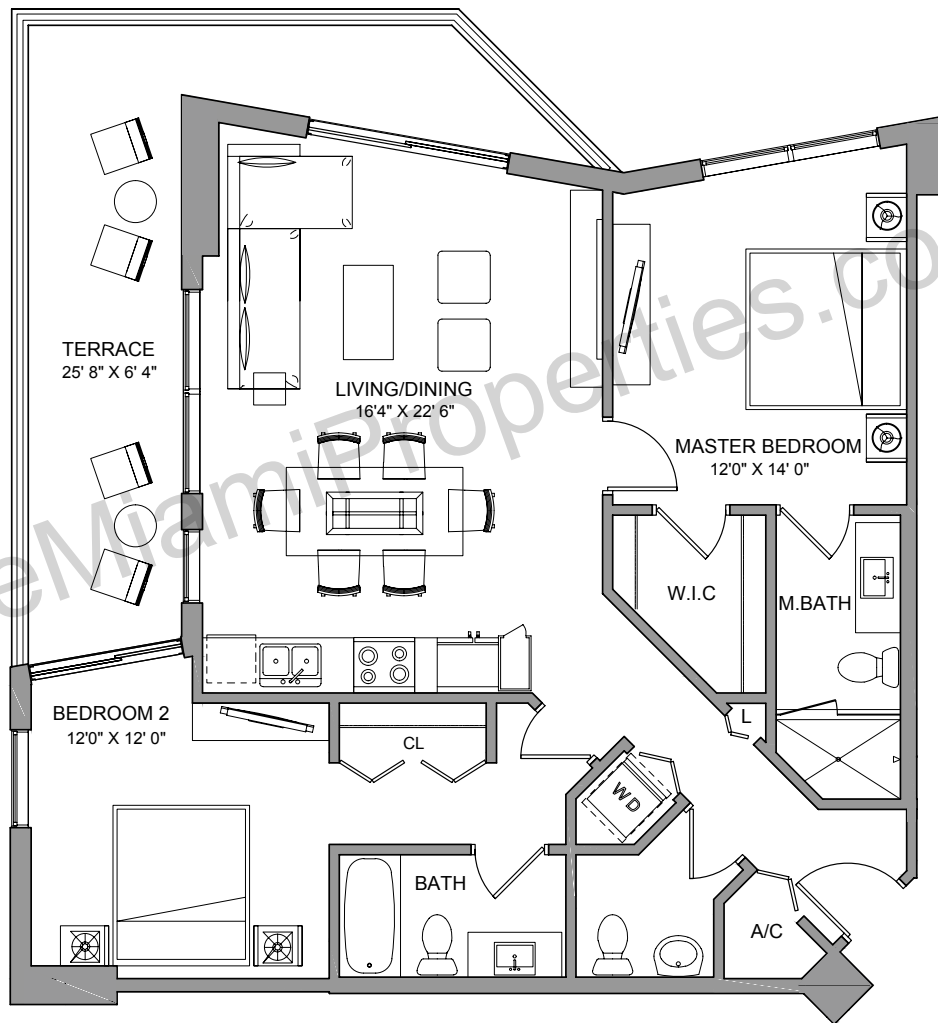 TERRACE
25' 8" X 6' 4"
LIVING/DINING
16'4" X 22' 6"
MASTER BEDROOM
12'0" X 14' 0"
W.I.C
M.BATH
BEDROOM 2
12'0" X 12' 0"
CL
L
WD
BATH
A/C
eMiamiProperties.co